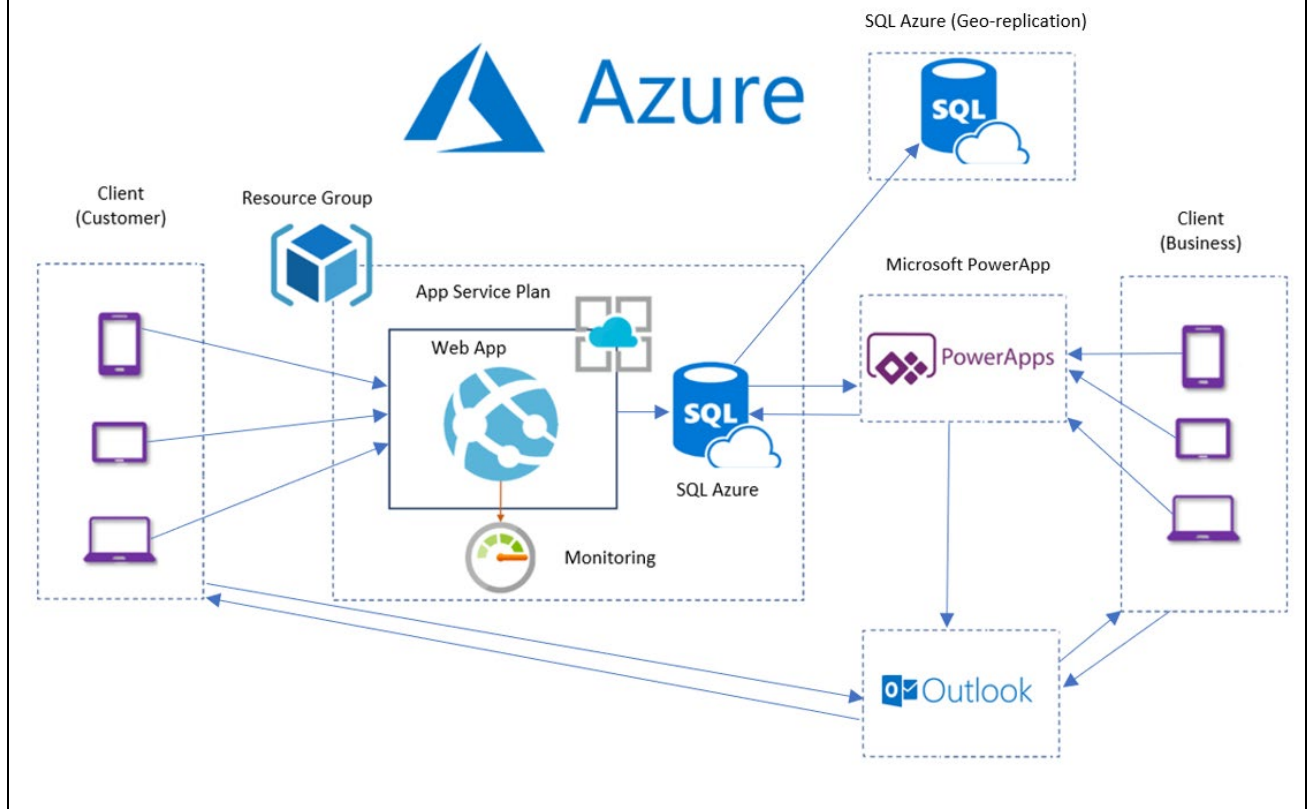 SQL Azure (Geo-replication)
Azure
SQL
Client
(Customer)
Resource Group
Client
(Business)
Microsoft PowerApp
App Service Plan
Web App
PowerApps
SQL
SQL Azure
Monitoring
Outlook